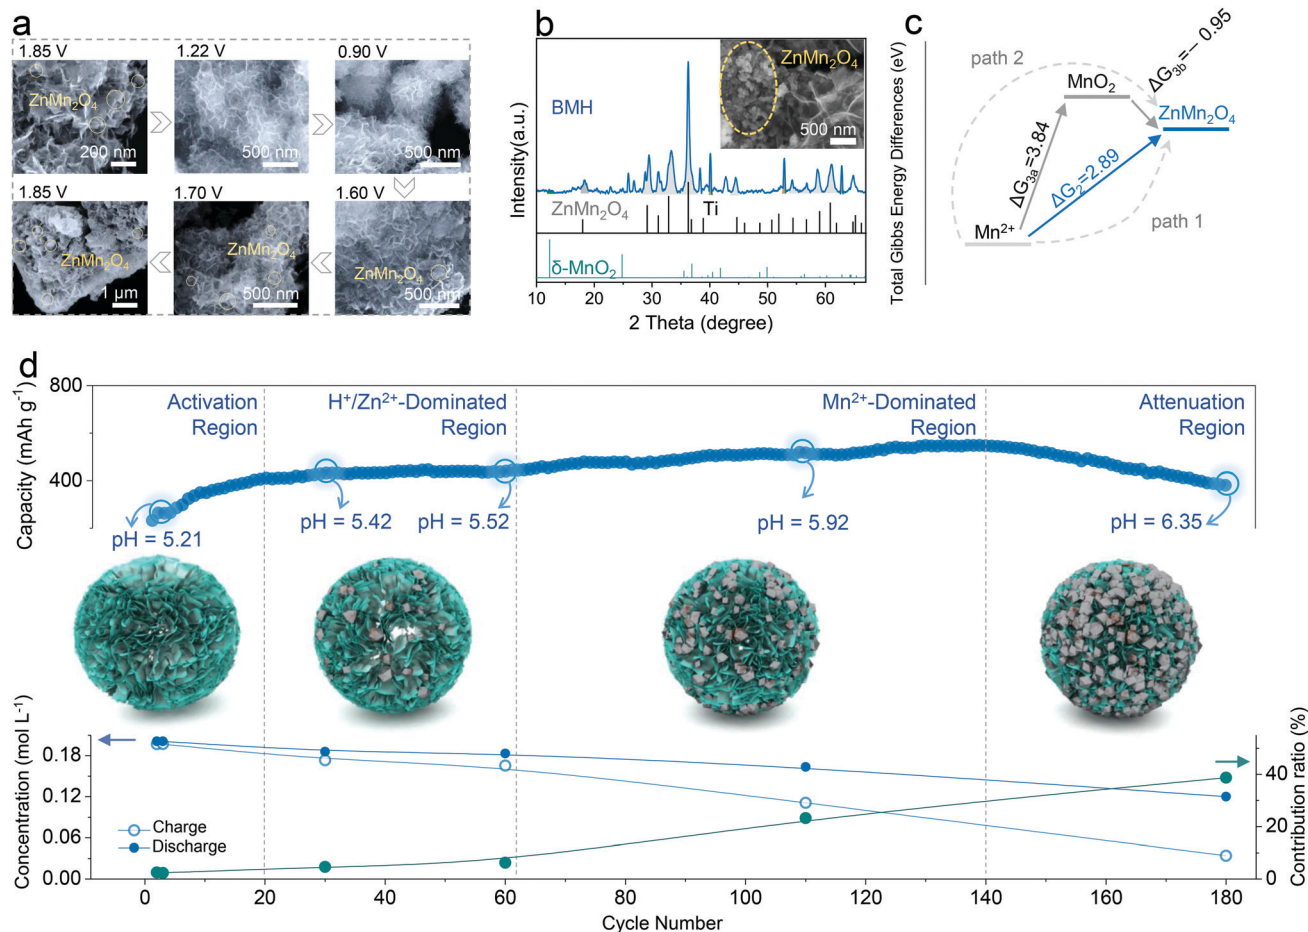 a
1.85 V
1.22 V
0.90 V
ZnMn₂O₄
200 nm
500 nm
500 nm
1.85 V
1.70 V
1.60 V
ZnMn₂O₄
ZnMn₂O₄
ZnMn₂O₄
1 µm
500 nm
500 nm
b
ZnMn₂O₄
BMH
500 nm
Intensity(a.u.)
ZnMn₂O₄
Ti
δ-MnO₂
10 20 30 40 50 60
2 Theta (degree)
c
Total Gibbs Energy Differences (eV)
path 2
MnO₂
ΔG₃b=− 0.95
ZnMn₂O₄
ΔG₃a=3.84
ΔG₂=2.89
Mn²⁺
path 1
d
Capacity (mAh g⁻¹)
800
400
Activation
Region
H⁺/Zn²⁺-Dominated
Region
Mn²⁺-Dominated
Region
Attenuation
Region
pH = 5.21
pH = 5.42
pH = 5.52
pH = 5.92
pH = 6.35
Concentration (mol L⁻¹)
0.18
0.12
0.06
0.00
Charge
Discharge
Contribution ratio (%)
40
20
0
0 20 40 60 80 100 120 140 160 180
Cycle Number